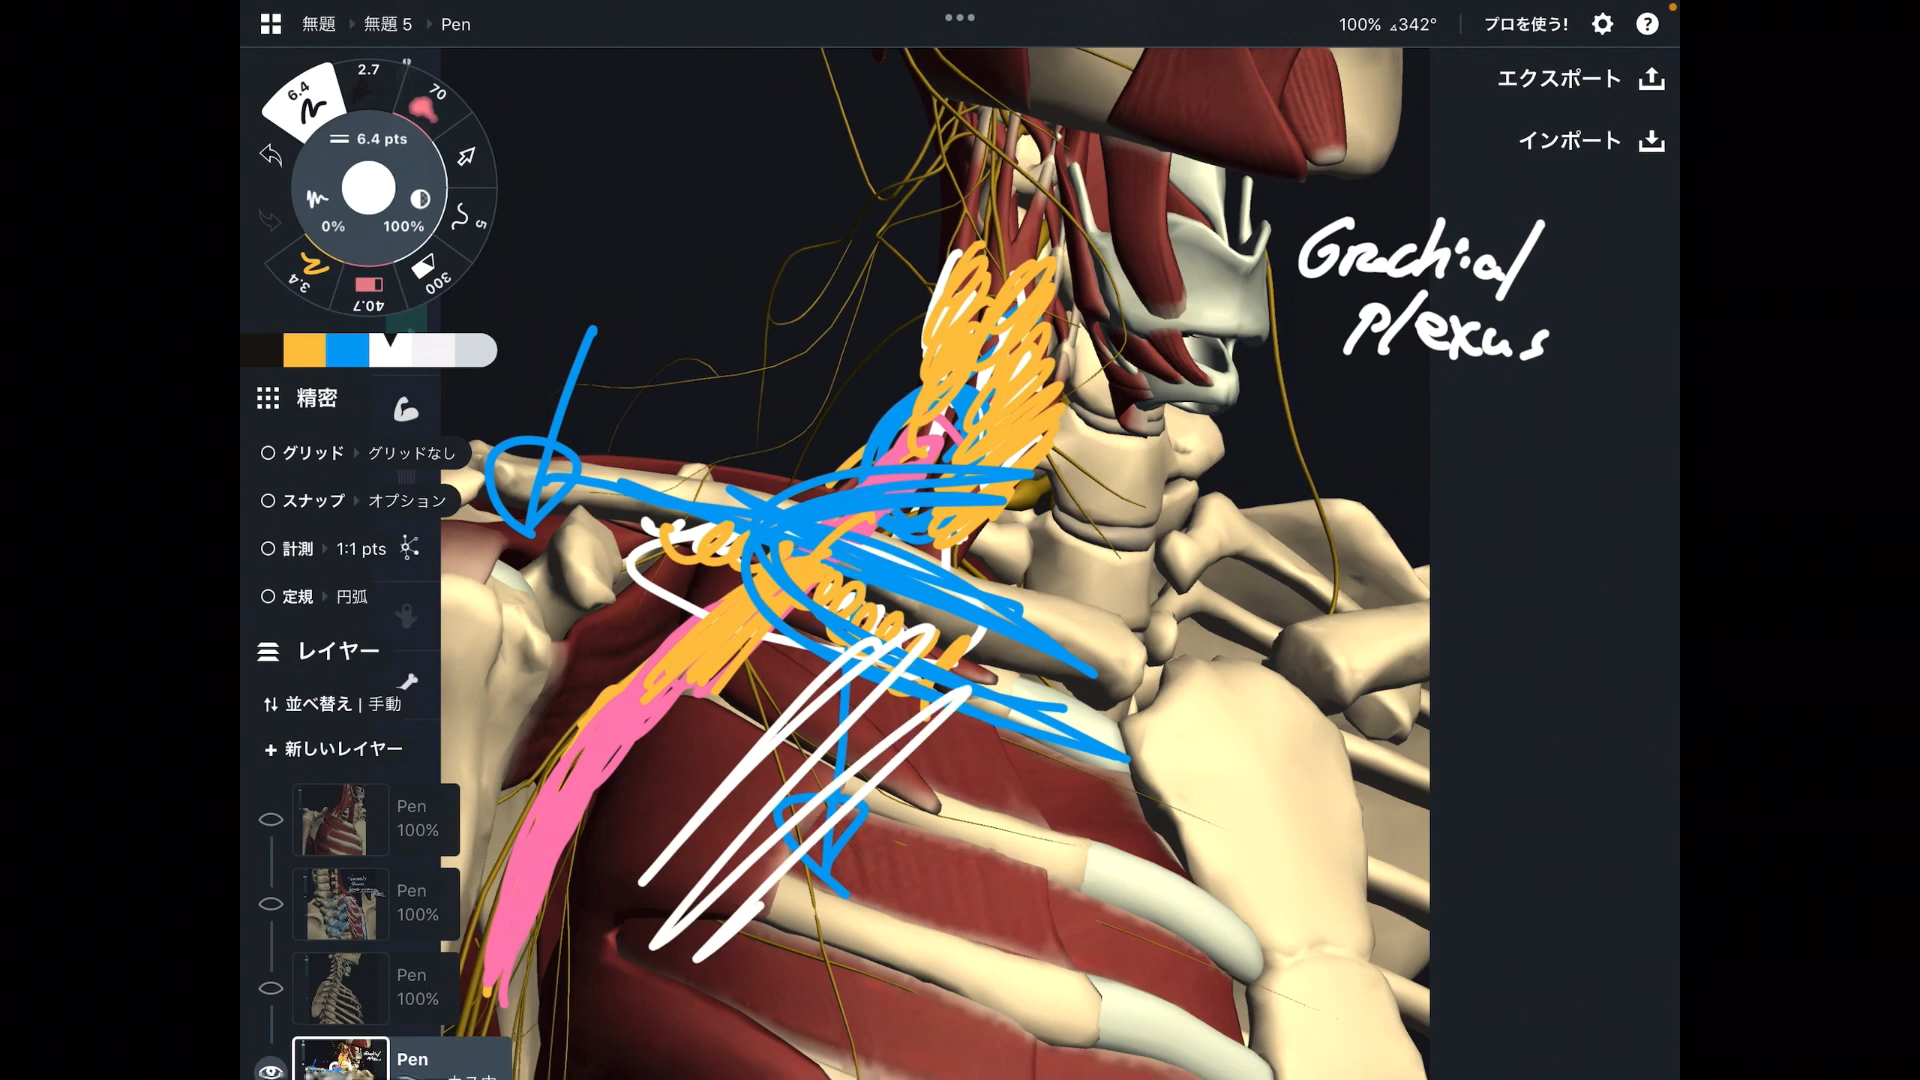 無題 無題 5 Pen
100% ⊿342° プロを使う!
エクスポート
インポート
2.7
6.4
70
6.4 pts
0% 100%
5
3.4
40.7
300
精密
グリッド グリッドなし
スナップ オプション
計測 1:1 pts
定規 円弧
レイヤー
並べ替え | 手動
+ 新しいレイヤー
Pen
100%
Pen
100%
Pen
100%
Pen
Grachial
plexus